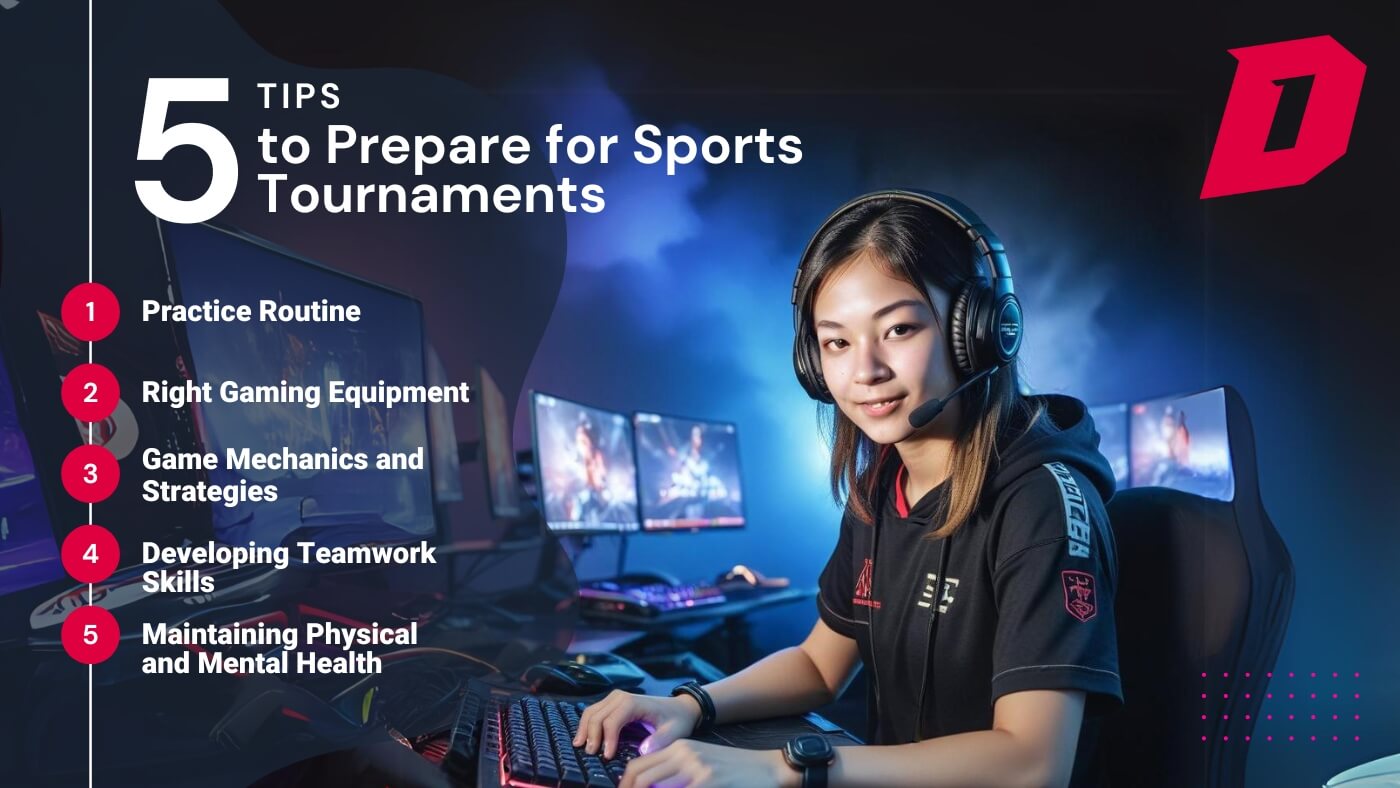 5 TIPS
to Prepare for Sports
Tournaments
1 Practice Routine
2 Right Gaming Equipment
3 Game Mechanics and
Strategies
4 Developing Teamwork
Skills
5 Maintaining Physical
and Mental Health